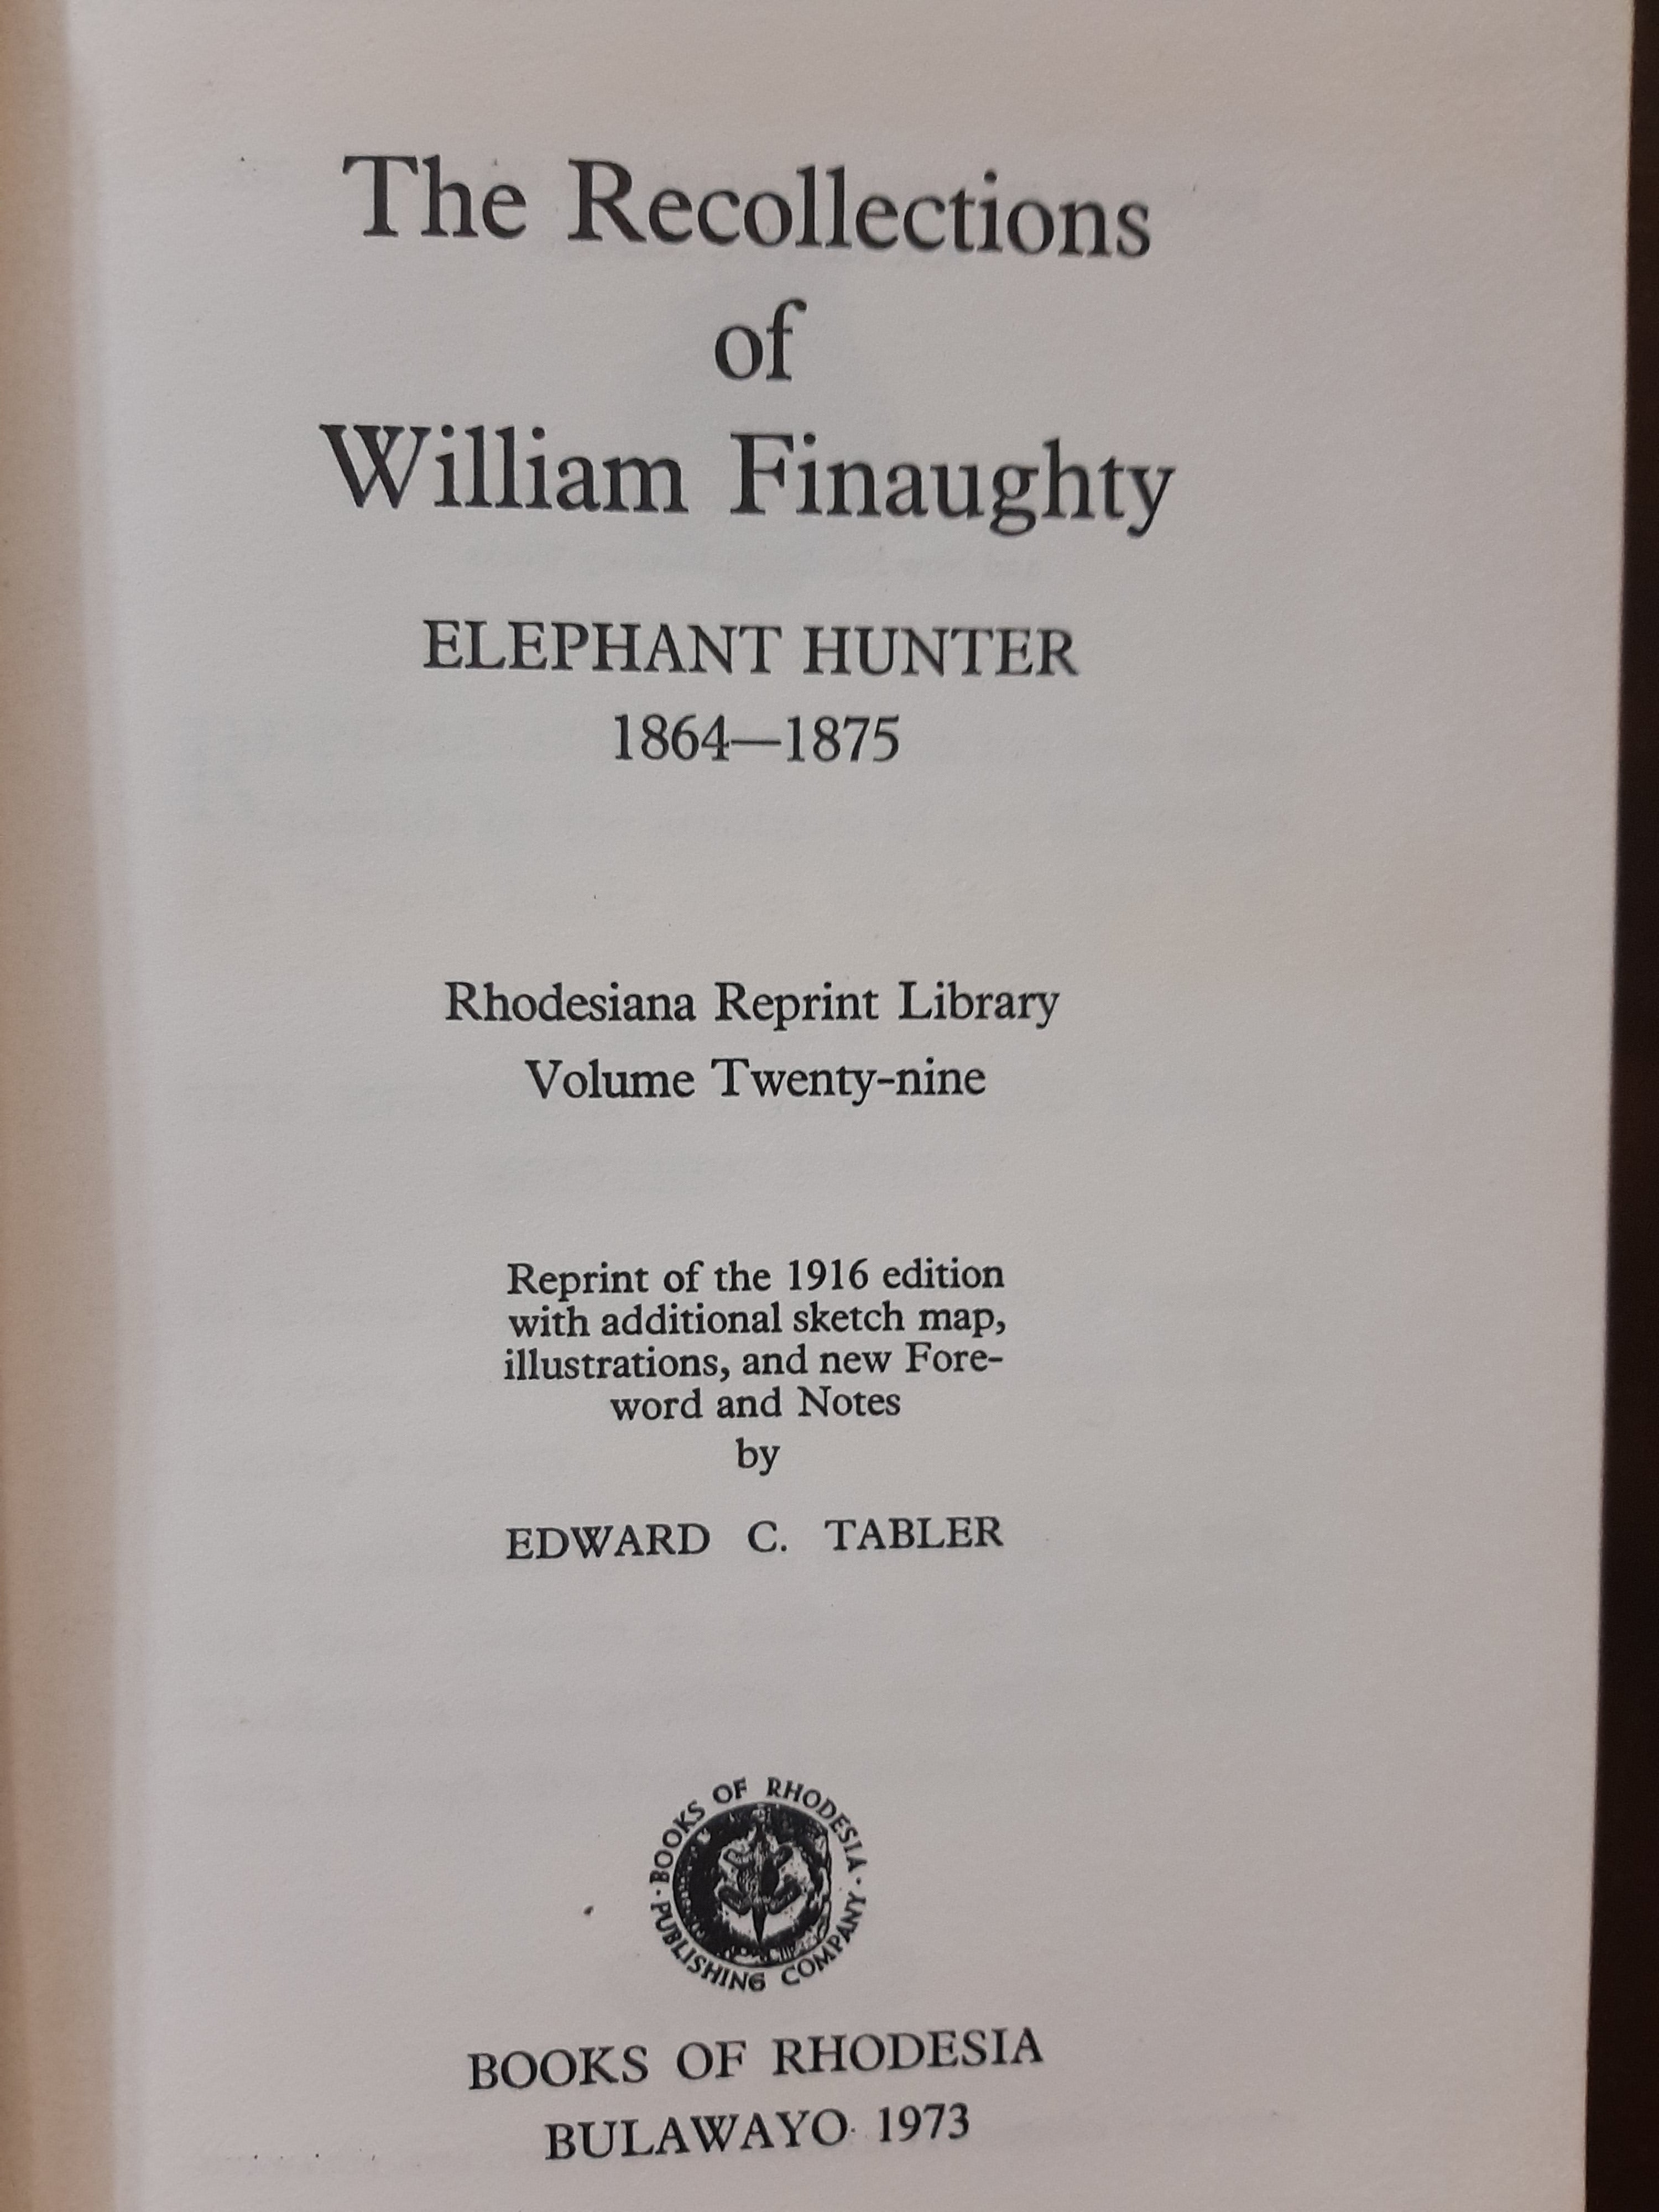 The Recollections
of
William Finaughty
ELEPHANT HUNTER
1864—1875
Rhodesiana Reprint Library
Volume Twenty-nine
Reprint of the 1916 edition
with additional sketch map,
illustrations, and new Fore-
word and Notes
by
EDWARD C. TABLER
· BOOKS OF RHODESIA ·
PUBLISHING COMPANY
BOOKS OF RHODESIA
BULAWAYO 1973